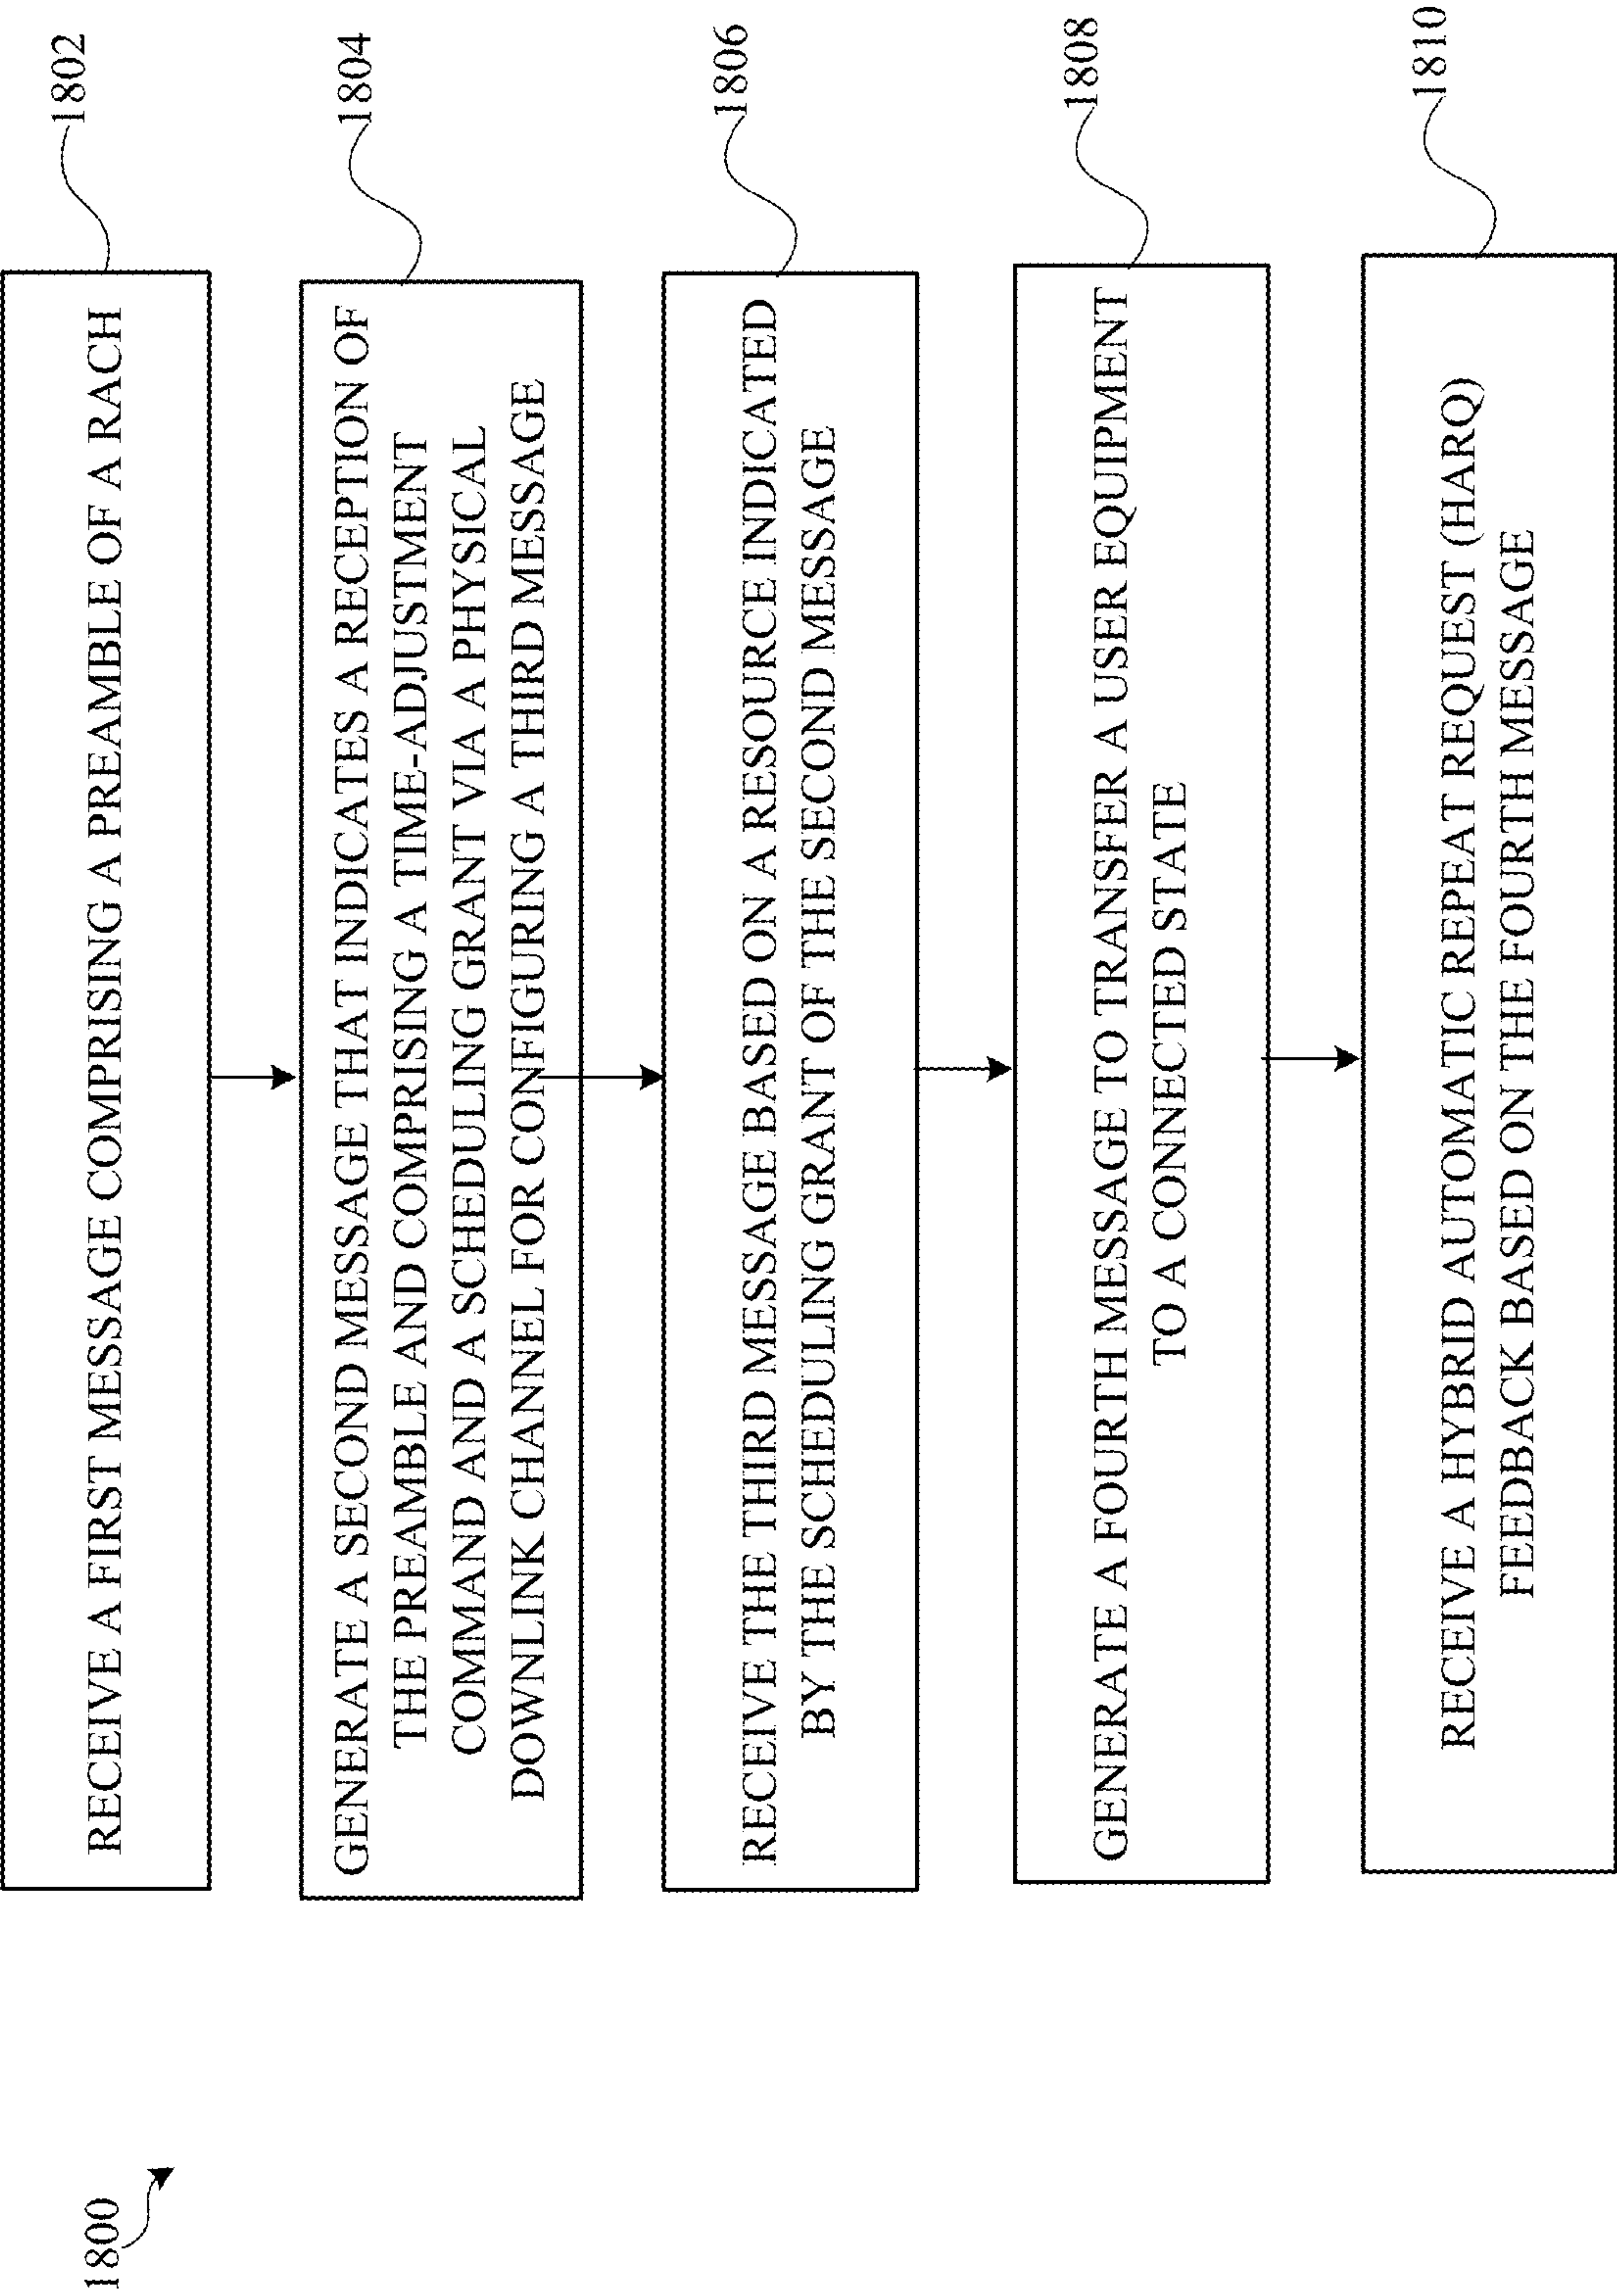 1800
RECEIVE A FIRST MESSAGE COMPRISING A PREAMBLE OF A RACH
1802
GENERATE A SECOND MESSAGE THAT INDICATES A RECEPTION OF
THE PREAMBLE AND COMPRISING A TIME-ADJUSTMENT
COMMAND AND A SCHEDULING GRANT VIA A PHYSICAL
DOWNLINK CHANNEL FOR CONFIGURING A THIRD MESSAGE
1804
RECEIVE THE THIRD MESSAGE BASED ON A RESOURCE INDICATED
BY THE SCHEDULING GRANT OF THE SECOND MESSAGE
1806
GENERATE A FOURTH MESSAGE TO TRANSFER A USER EQUIPMENT
TO A CONNECTED STATE
1808
RECEIVE A HYBRID AUTOMATIC REPEAT REQUEST (HARQ)
FEEDBACK BASED ON THE FOURTH MESSAGE
1810